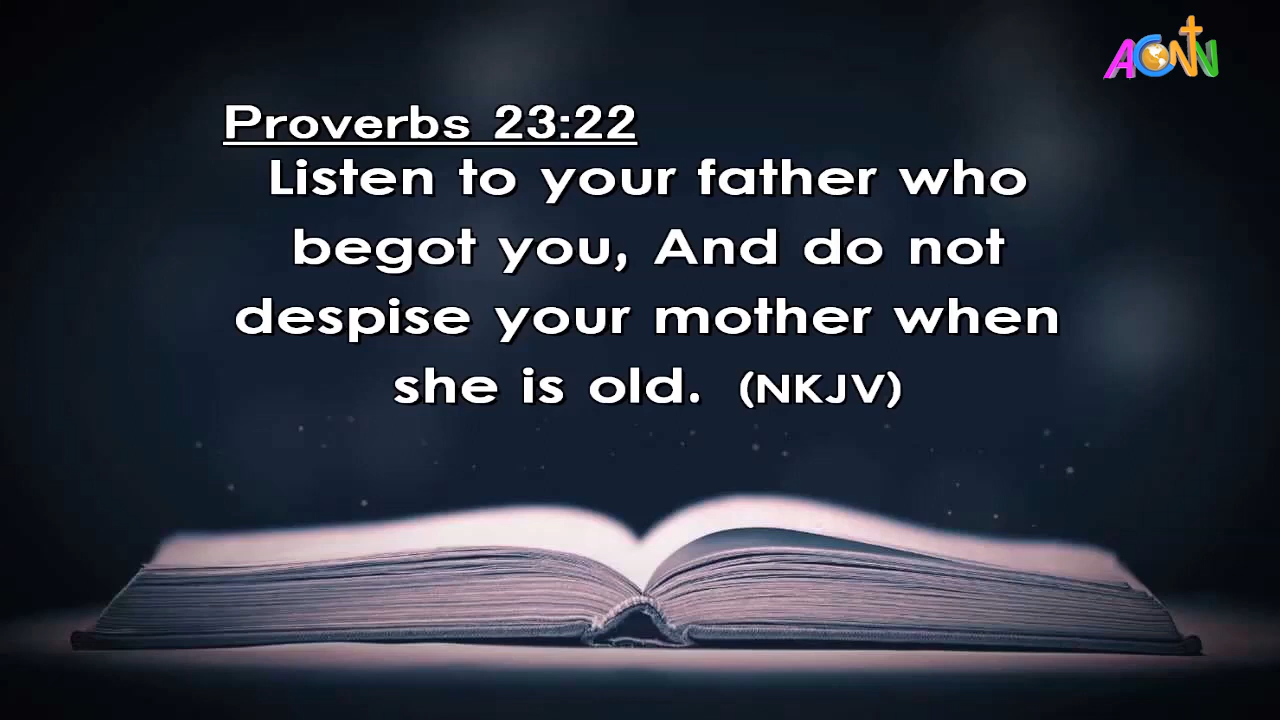 ACNN
Proverbs 23:22
Listen to your father who
begot you, And do not
despise your mother when
she is old. (NKJV)